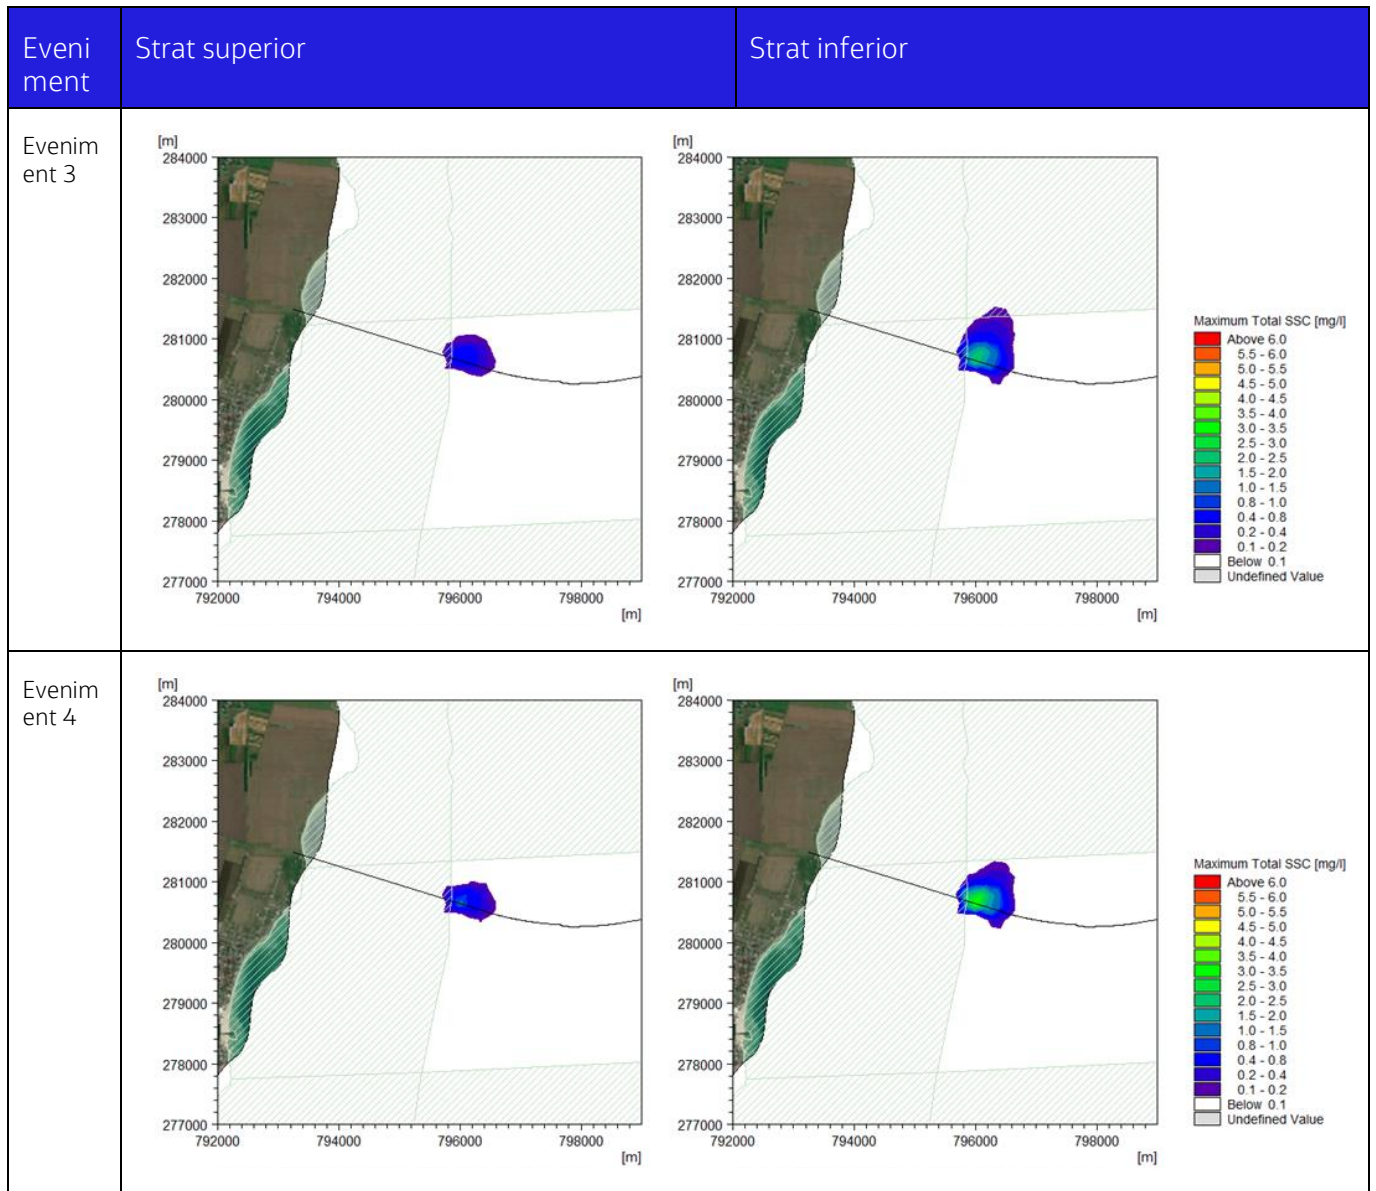 Eveni
ment
Strat superior
Strat inferior
Evenim
ent 3
[m]
284000
283000
282000
281000
280000
279000
278000
277000
792000 794000 796000 798000
[m]
[m]
284000
283000
282000
281000
280000
279000
278000
277000
792000 794000 796000 798000
[m]
Maximum Total SSC [mg/l]
Above 6.0
5.5 - 6.0
5.0 - 5.5
4.5 - 5.0
4.0 - 4.5
3.5 - 4.0
3.0 - 3.5
2.5 - 3.0
2.0 - 2.5
1.5 - 2.0
1.0 - 1.5
0.8 - 1.0
0.4 - 0.8
0.2 - 0.4
0.1 - 0.2
Below 0.1
Undefined Value
Evenim
ent 4
[m]
284000
283000
282000
281000
280000
279000
278000
277000
792000 794000 796000 798000
[m]
[m]
284000
283000
282000
281000
280000
279000
278000
277000
792000 794000 796000 798000
[m]
Maximum Total SSC [mg/l]
Above 6.0
5.5 - 6.0
5.0 - 5.5
4.5 - 5.0
4.0 - 4.5
3.5 - 4.0
3.0 - 3.5
2.5 - 3.0
2.0 - 2.5
1.5 - 2.0
1.0 - 1.5
0.8 - 1.0
0.4 - 0.8
0.2 - 0.4
0.1 - 0.2
Below 0.1
Undefined Value